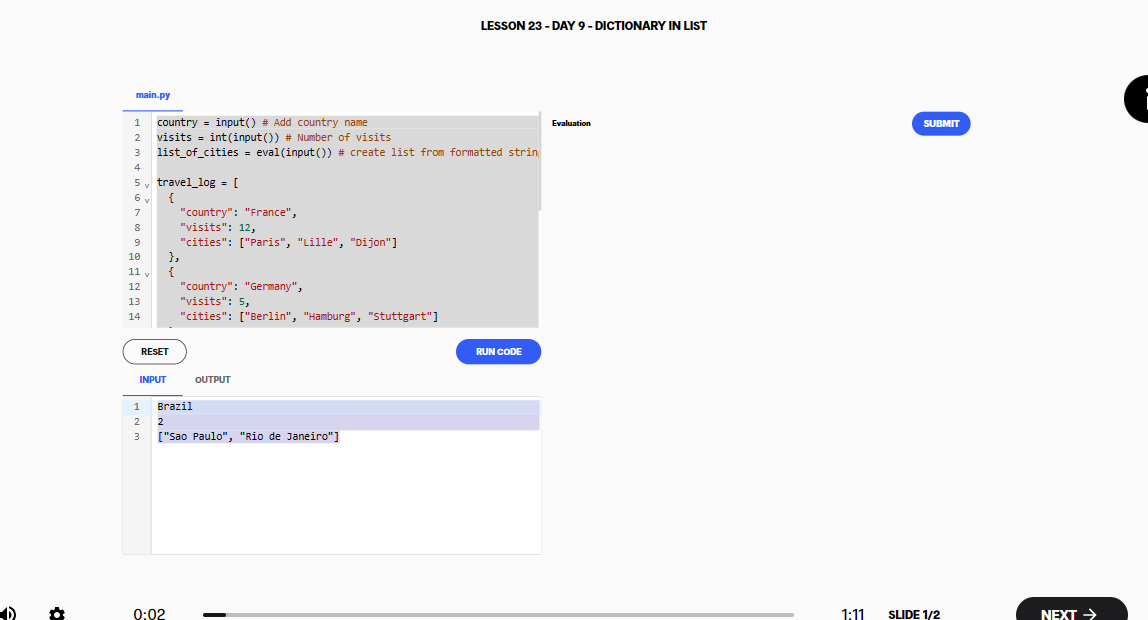 LESSON 23 - DAY 9 - DICTIONARY IN LIST
main.py
1 country = input() # Add country name
2 visits = int(input()) # Number of visits
3 list_of_cities = eval(input()) # create list from formatted strin
4
5 travel_log = [
6 {
7 "country": "France",
8 "visits": 12,
9 "cities": ["Paris", "Lille", "Dijon"]
10 },
11 {
12 "country": "Germany",
13 "visits": 5,
14 "cities": ["Berlin", "Hamburg", "Stuttgart"]
Evaluation
SUBMIT
RESET
RUN CODE
INPUT OUTPUT
1 Brazil
2 2
3 ["Sao Paulo", "Rio de Janeiro"]
0:02
1:11
SLIDE 1/2
NEXT →